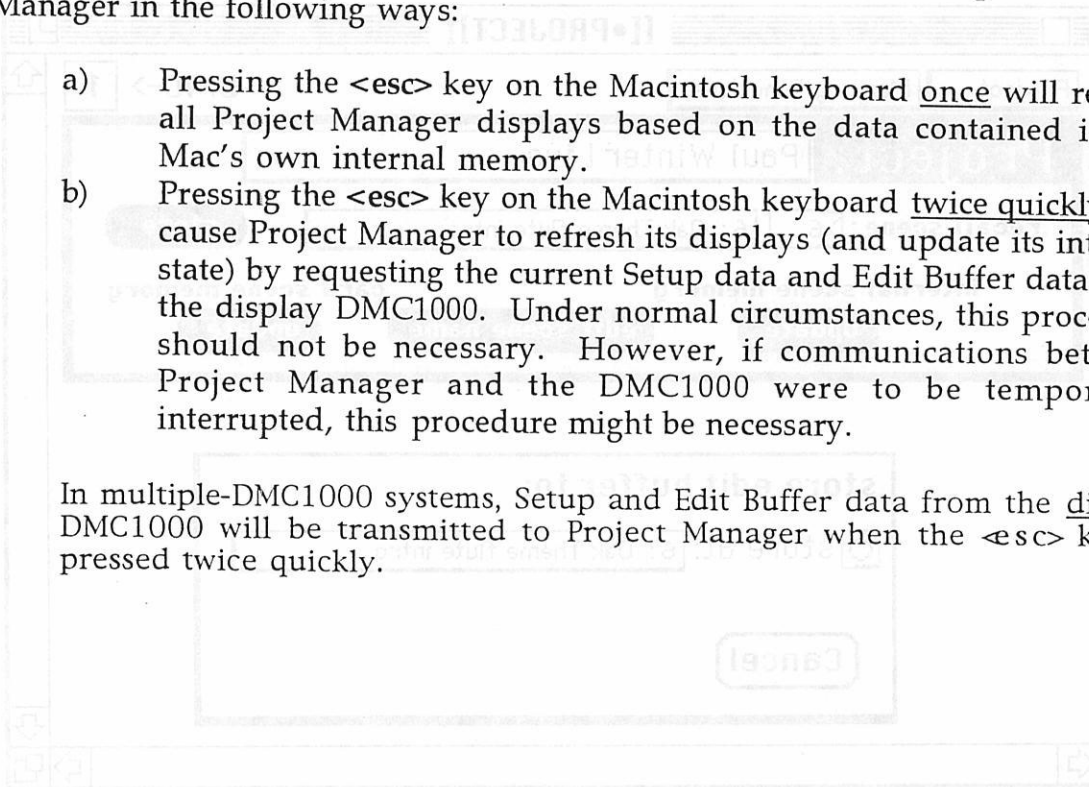 Manager in the following ways:
a) Pressing the <esc> key on the Macintosh keyboard once will re
all Project Manager displays based on the data contained i
Mac's own internal memory.
b) Pressing the <esc> key on the Macintosh keyboard twice quickl
cause Project Manager to refresh its displays (and update its int
state) by requesting the current Setup data and Edit Buffer data
the display DMC1000. Under normal circumstances, this proc
should not be necessary. However, if communications bet
Project Manager and the DMC1000 were to be tempor
interrupted, this procedure might be necessary.
In multiple-DMC1000 systems, Setup and Edit Buffer data from the di
DMC1000 will be transmitted to Project Manager when the <esc> k
pressed twice quickly.